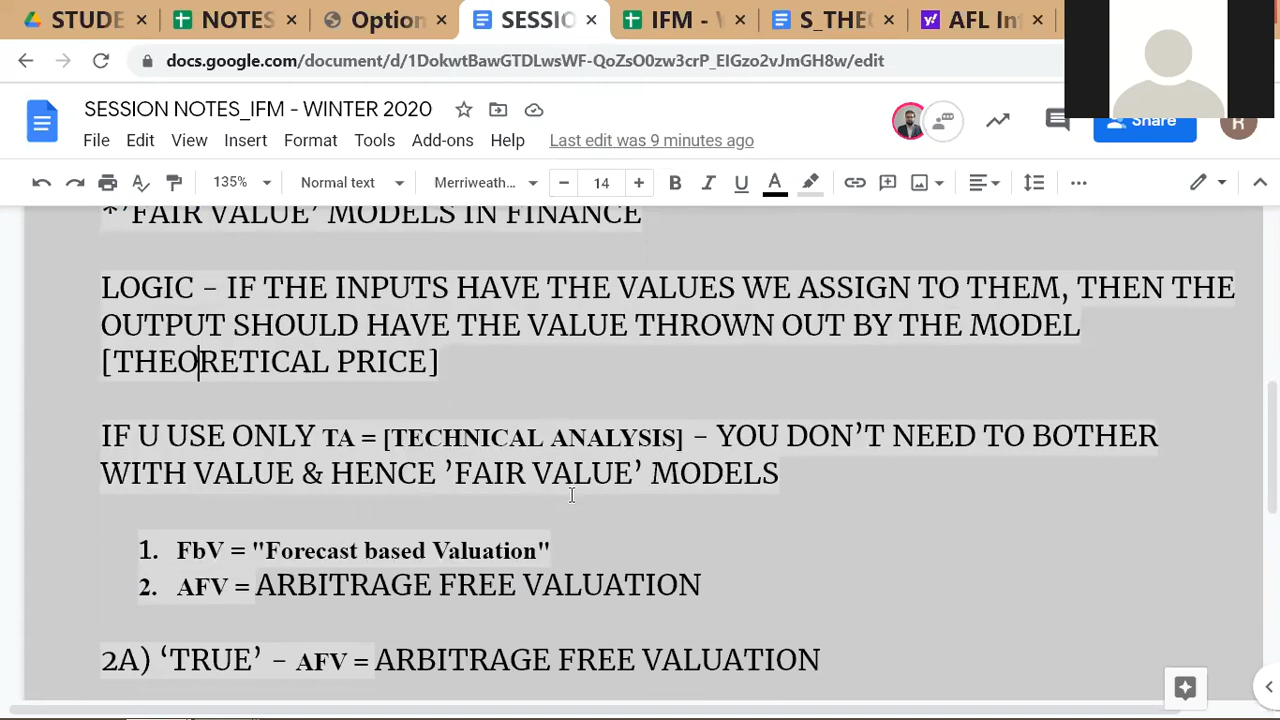 STUDE
NOTES
Option
SESSIO
IFM - W
S_THE
AFL In
docs.google.com/document/d/1DokwtBawGTDLwsWF-QoZsO0zw3crP_EIGzo2vJmGH8w/edit
SESSION NOTES_IFM - WINTER 2020
File Edit View Insert Format Tools Add-ons Help Last edit was 9 minutes ago
Share
R
135% Normal text Merriweath... 14 B I U A
*'FAIR VALUE' MODELS IN FINANCE
LOGIC - IF THE INPUTS HAVE THE VALUES WE ASSIGN TO THEM, THEN THE
OUTPUT SHOULD HAVE THE VALUE THROWN OUT BY THE MODEL
[THEORETICAL PRICE]
IF U USE ONLY TA = [TECHNICAL ANALYSIS] - YOU DON'T NEED TO BOTHER
WITH VALUE & HENCE 'FAIR VALUE' MODELS
1. FbV = "Forecast based Valuation"
2. AFV = ARBITRAGE FREE VALUATION
2A) 'TRUE' - AFV = ARBITRAGE FREE VALUATION